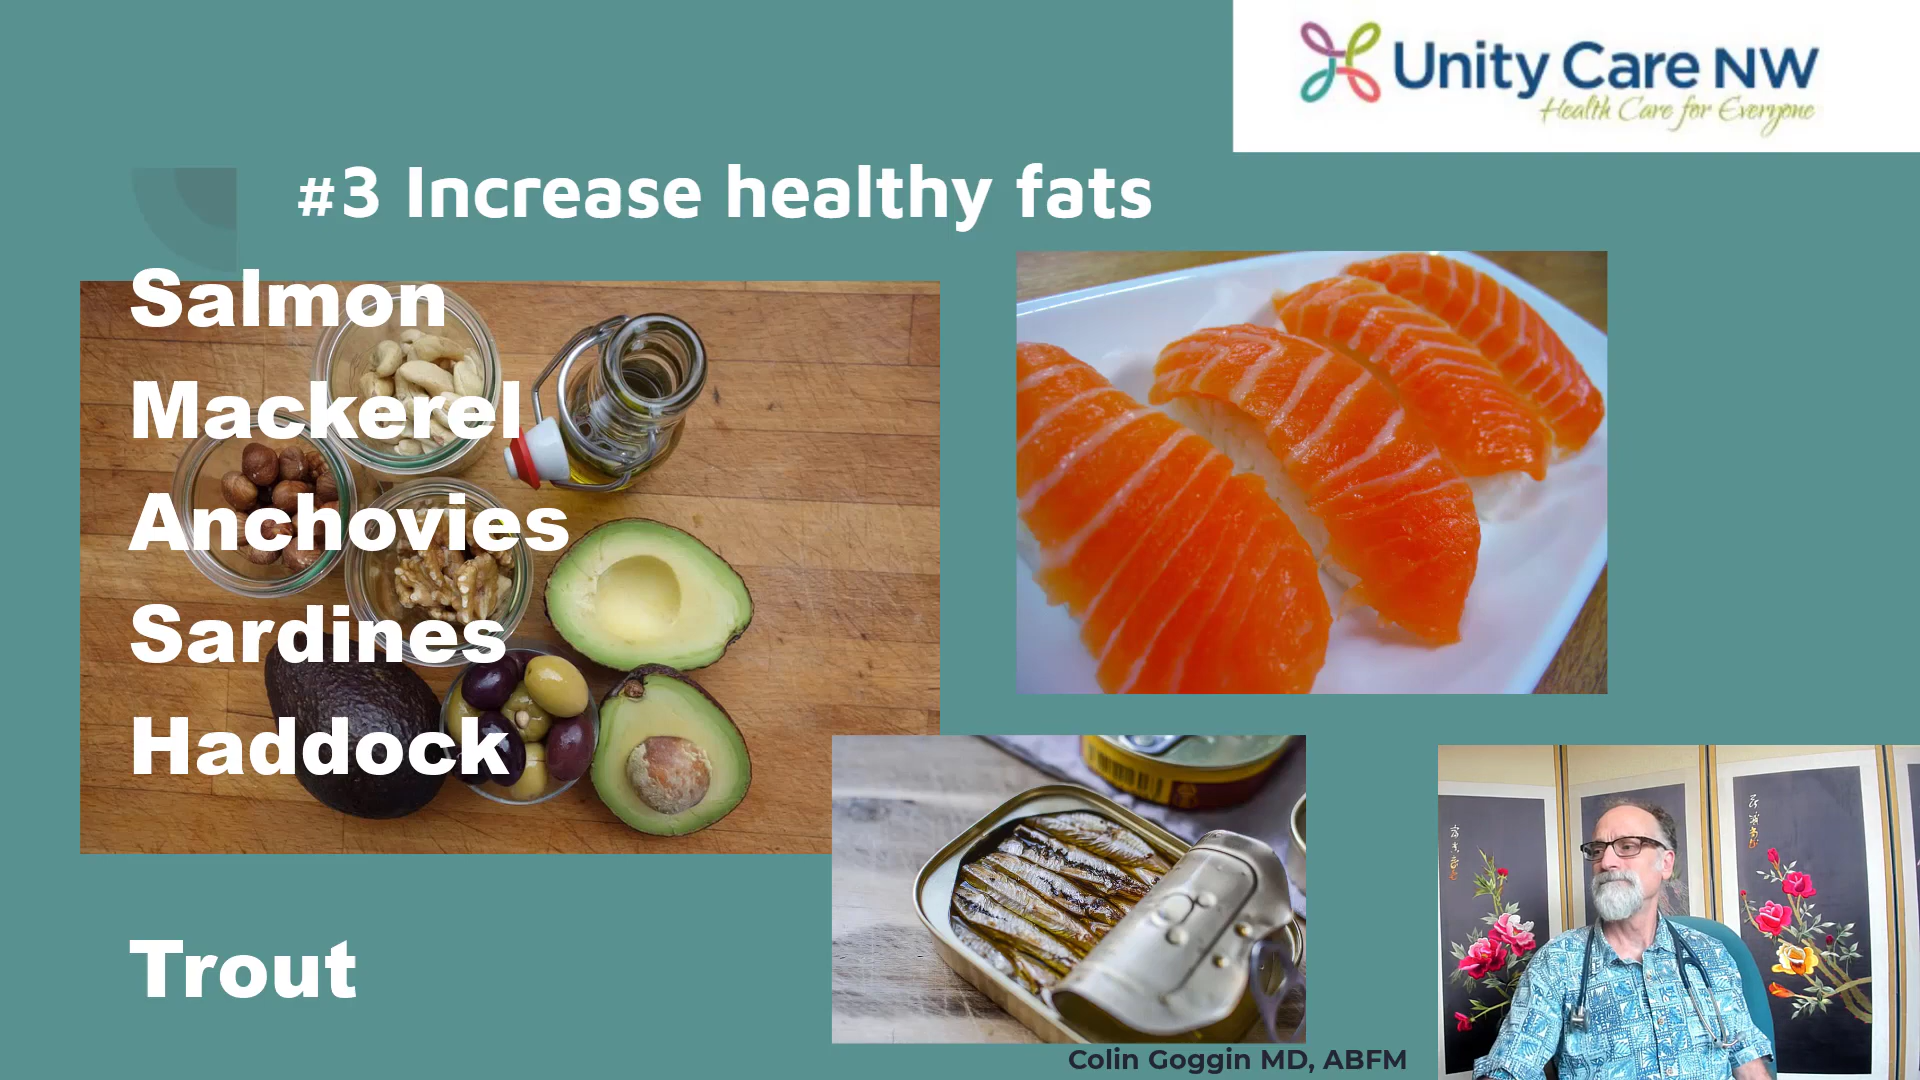 Unity Care NW
Health Care for Everyone
#3 Increase healthy fats
Salmon
Mackerel
Anchovies
Sardines
Haddock
Trout
Colin Goggin MD, ABFM